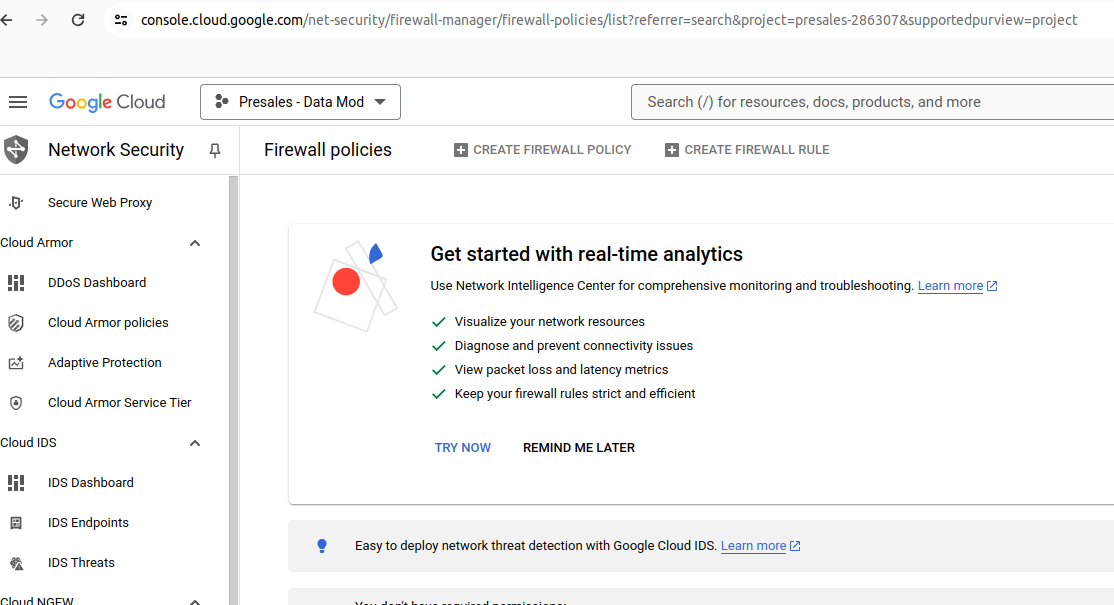 console.cloud.google.com/net-security/firewall-manager/firewall-policies/list?referrer=search&project=presales-286307&supportedpurview=project
Google Cloud
Presales - Data Mod
Search (/) for resources, docs, products, and more
Network Security
Firewall policies
CREATE FIREWALL POLICY
CREATE FIREWALL RULE
Secure Web Proxy
Cloud Armor
DDoS Dashboard
Cloud Armor policies
Adaptive Protection
Cloud Armor Service Tier
Cloud IDS
IDS Dashboard
IDS Endpoints
IDS Threats
Cloud NGFW
Get started with real-time analytics
Use Network Intelligence Center for comprehensive monitoring and troubleshooting. Learn more
Visualize your network resources
Diagnose and prevent connectivity issues
View packet loss and latency metrics
Keep your firewall rules strict and efficient
TRY NOW
REMIND ME LATER
Easy to deploy network threat detection with Google Cloud IDS. Learn more
You don't have required permissions: